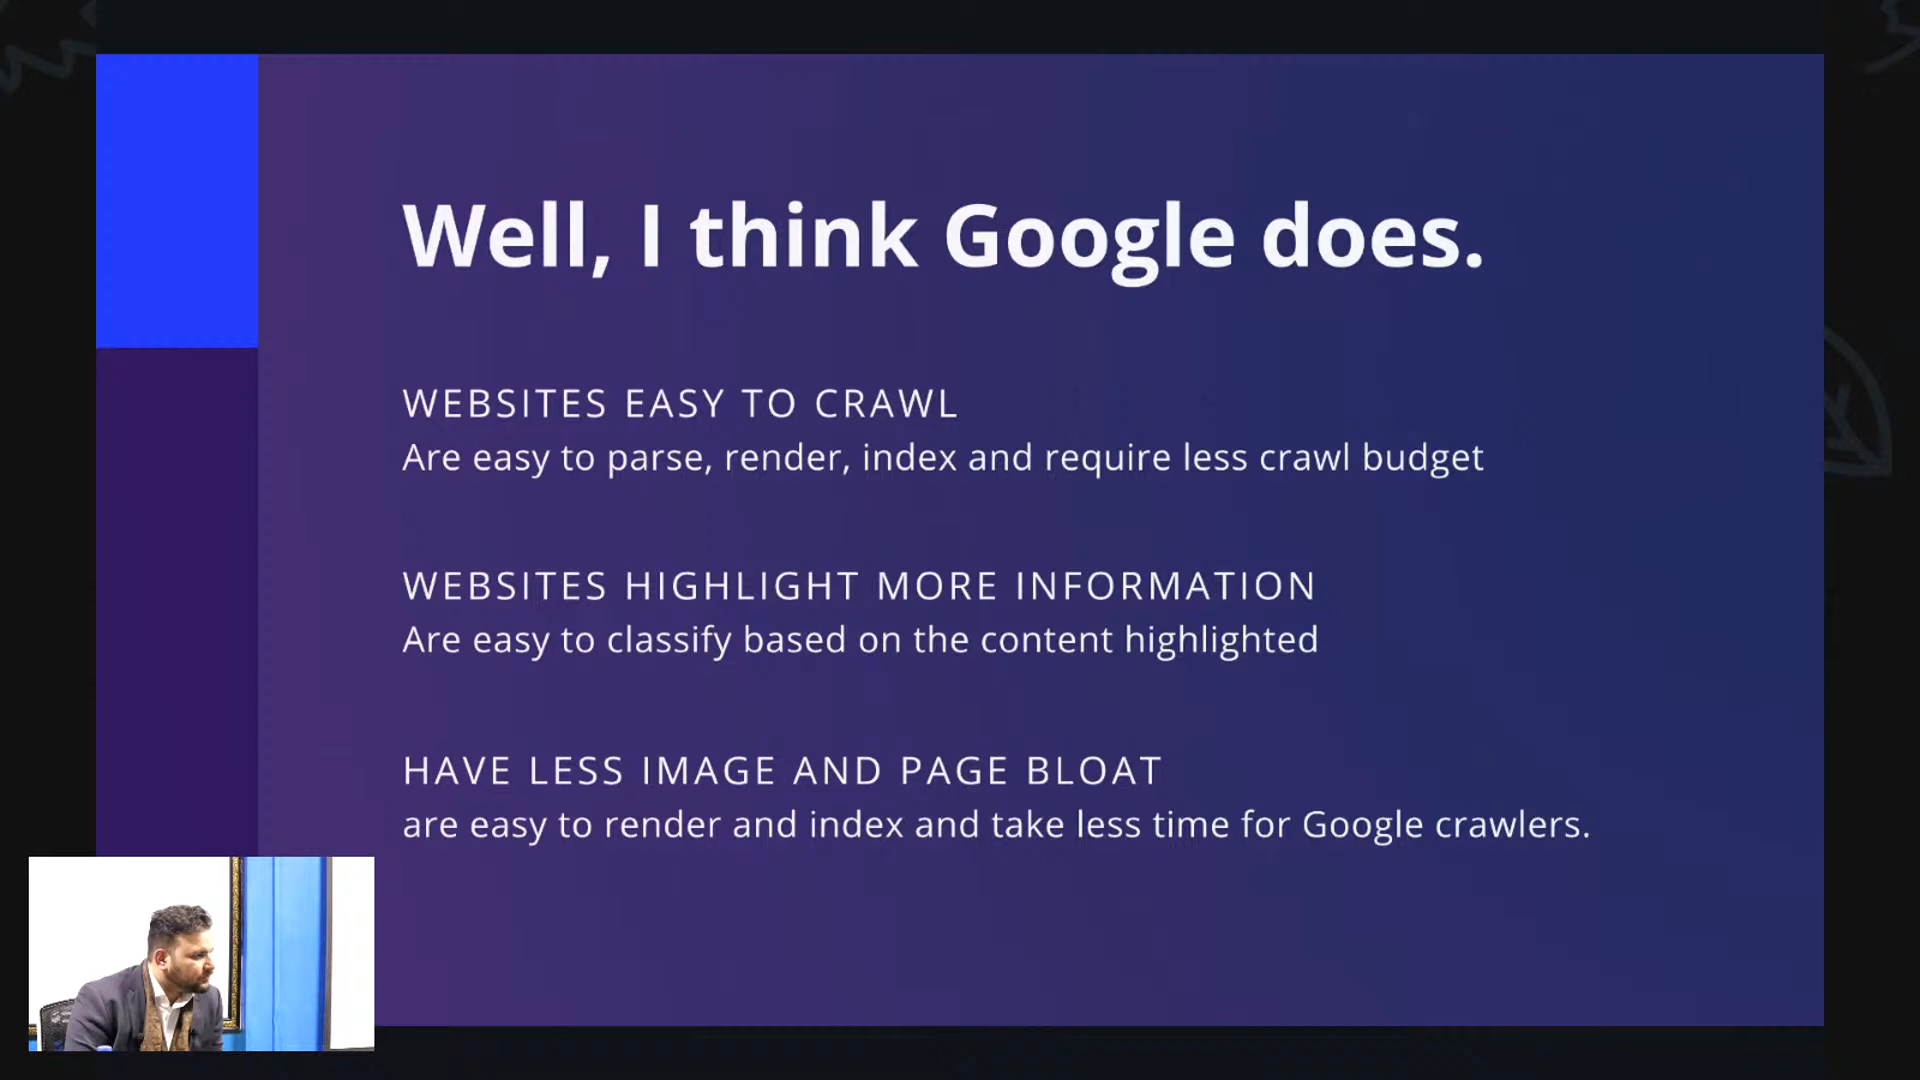 Well, I think Google does.
WEBSITES EASY TO CRAWL
Are easy to parse, render, index and require less crawl budget
WEBSITES HIGHLIGHT MORE INFORMATION
Are easy to classify based on the content highlighted
HAVE LESS IMAGE AND PAGE BLOAT
are easy to render and index and take less time for Google crawlers.